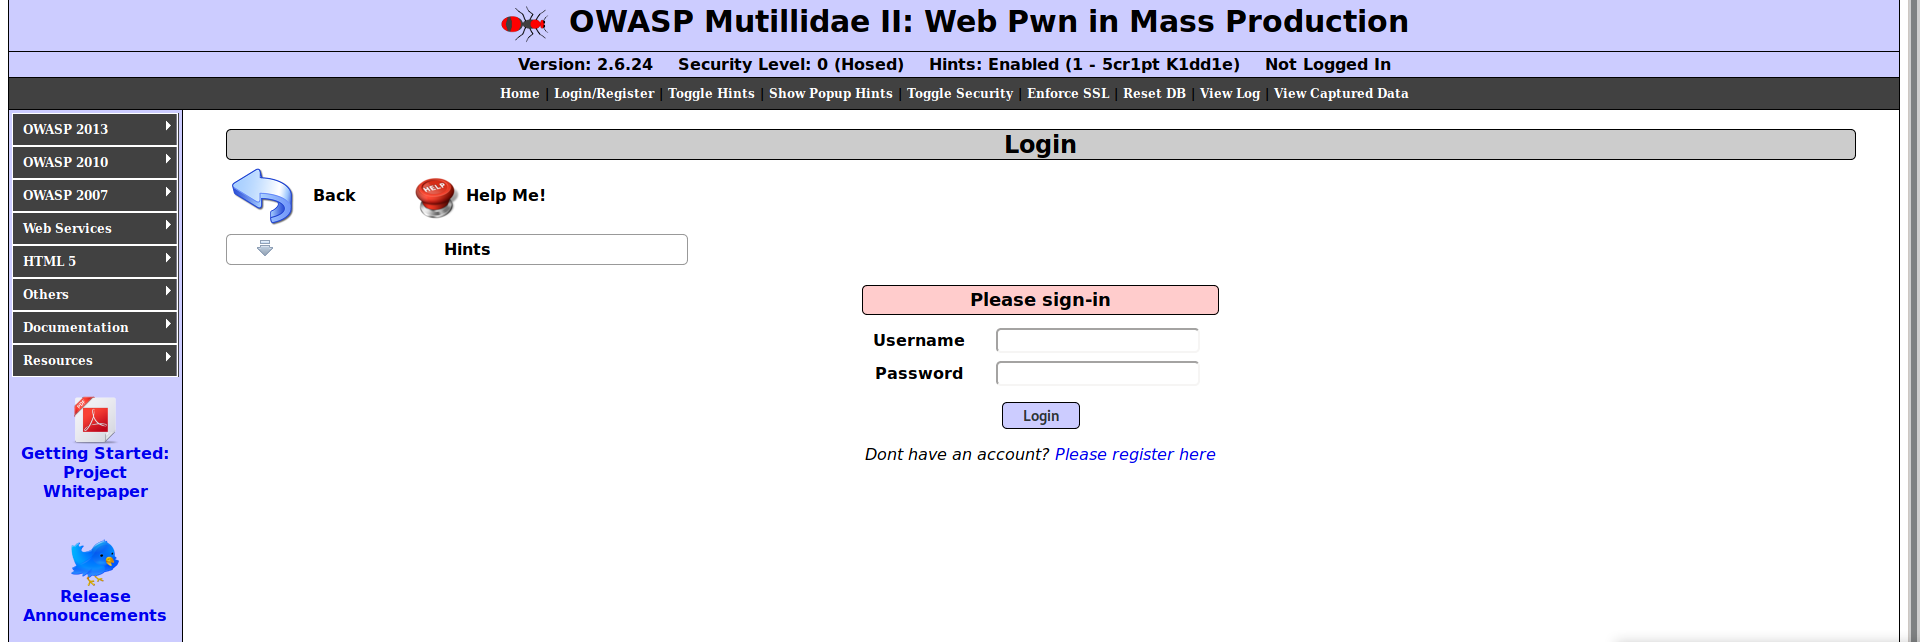 OWASP Mutillidae II: Web Pwn in Mass Production
Version: 2.6.24 Security Level: 0 (Hosed) Hints: Enabled (1 - 5cr1pt K1dd1e) Not Logged In
Home | Login/Register | Toggle Hints | Show Popup Hints | Toggle Security | Enforce SSL | Reset DB | View Log | View Captured Data
OWASP 2013
OWASP 2010
OWASP 2007
Web Services
HTML 5
Others
Documentation
Resources
PDF
Getting Started:
Project
Whitepaper
Release
Announcements
Login
Back
HELP
Help Me!
Hints
Please sign-in
Username
Password
Login
Dont have an account? Please register here